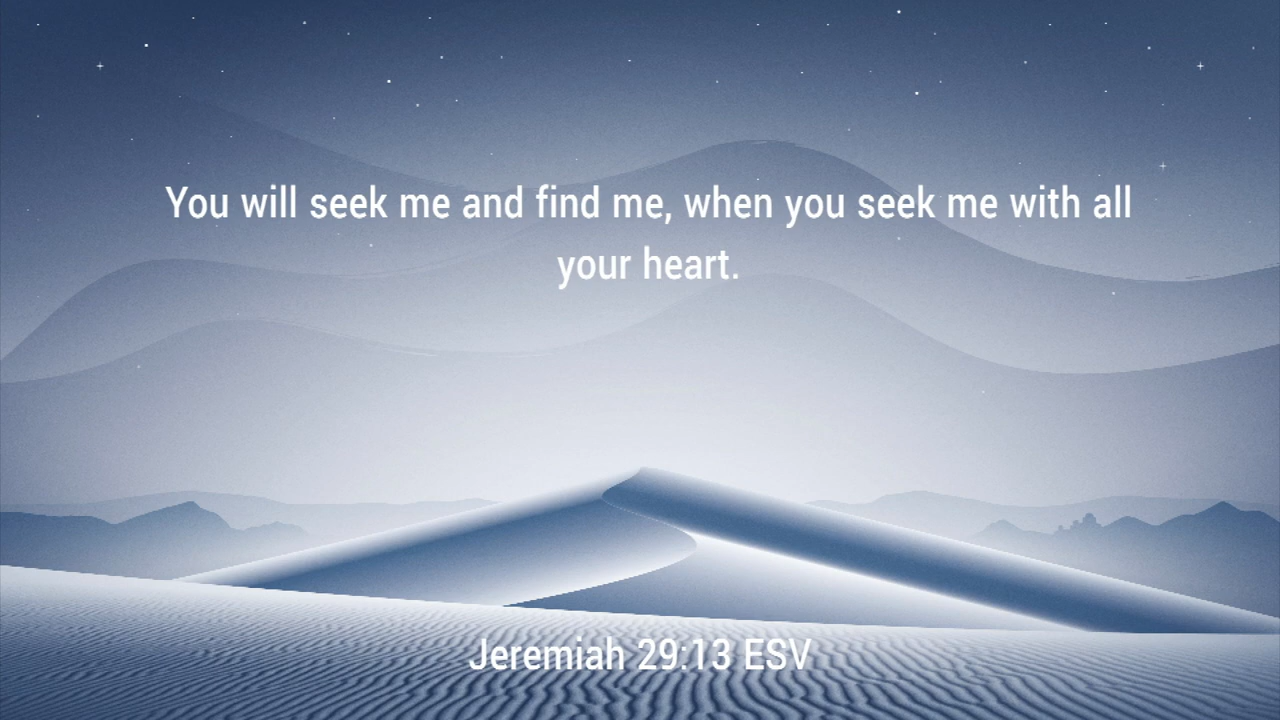 You will seek me and find me, when you seek me with all
your heart.
Jeremiah 29:13 ESV